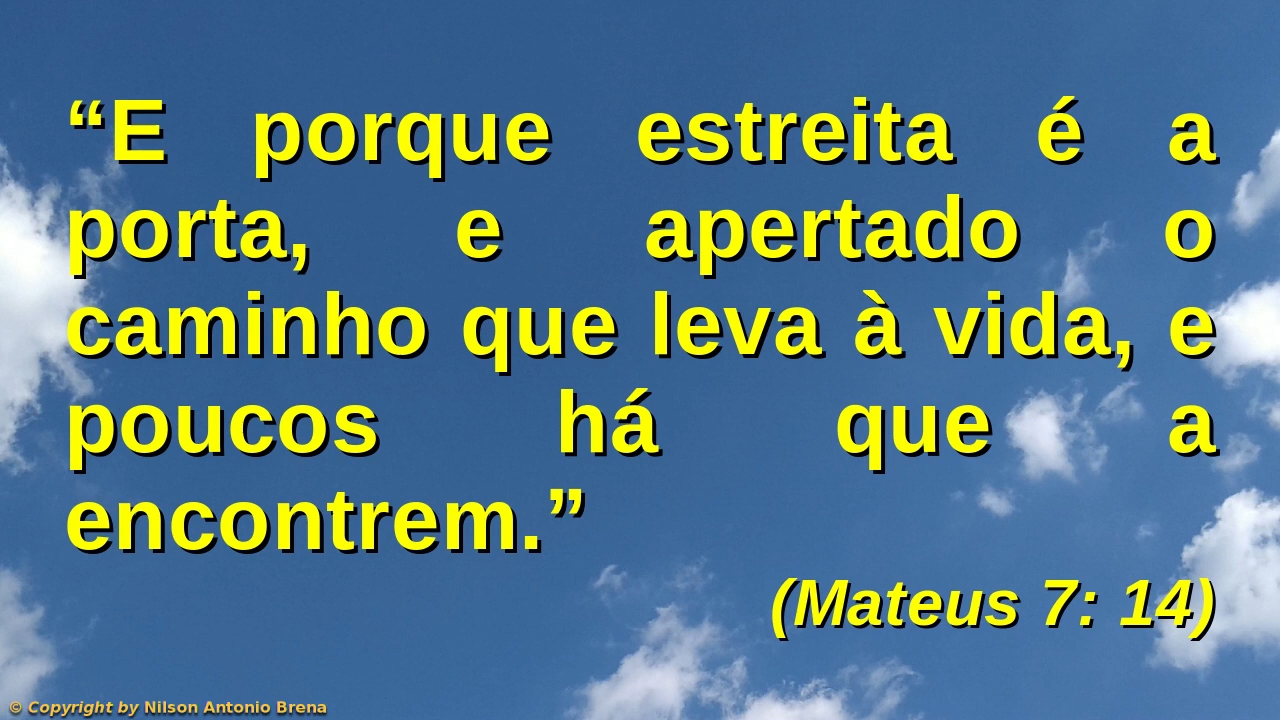 “E porque estreita é a
porta, e apertado o
caminho que leva à vida, e
poucos há que a
encontrem.”
(Mateus 7: 14)
© Copyright by Nilson Antonio Brena